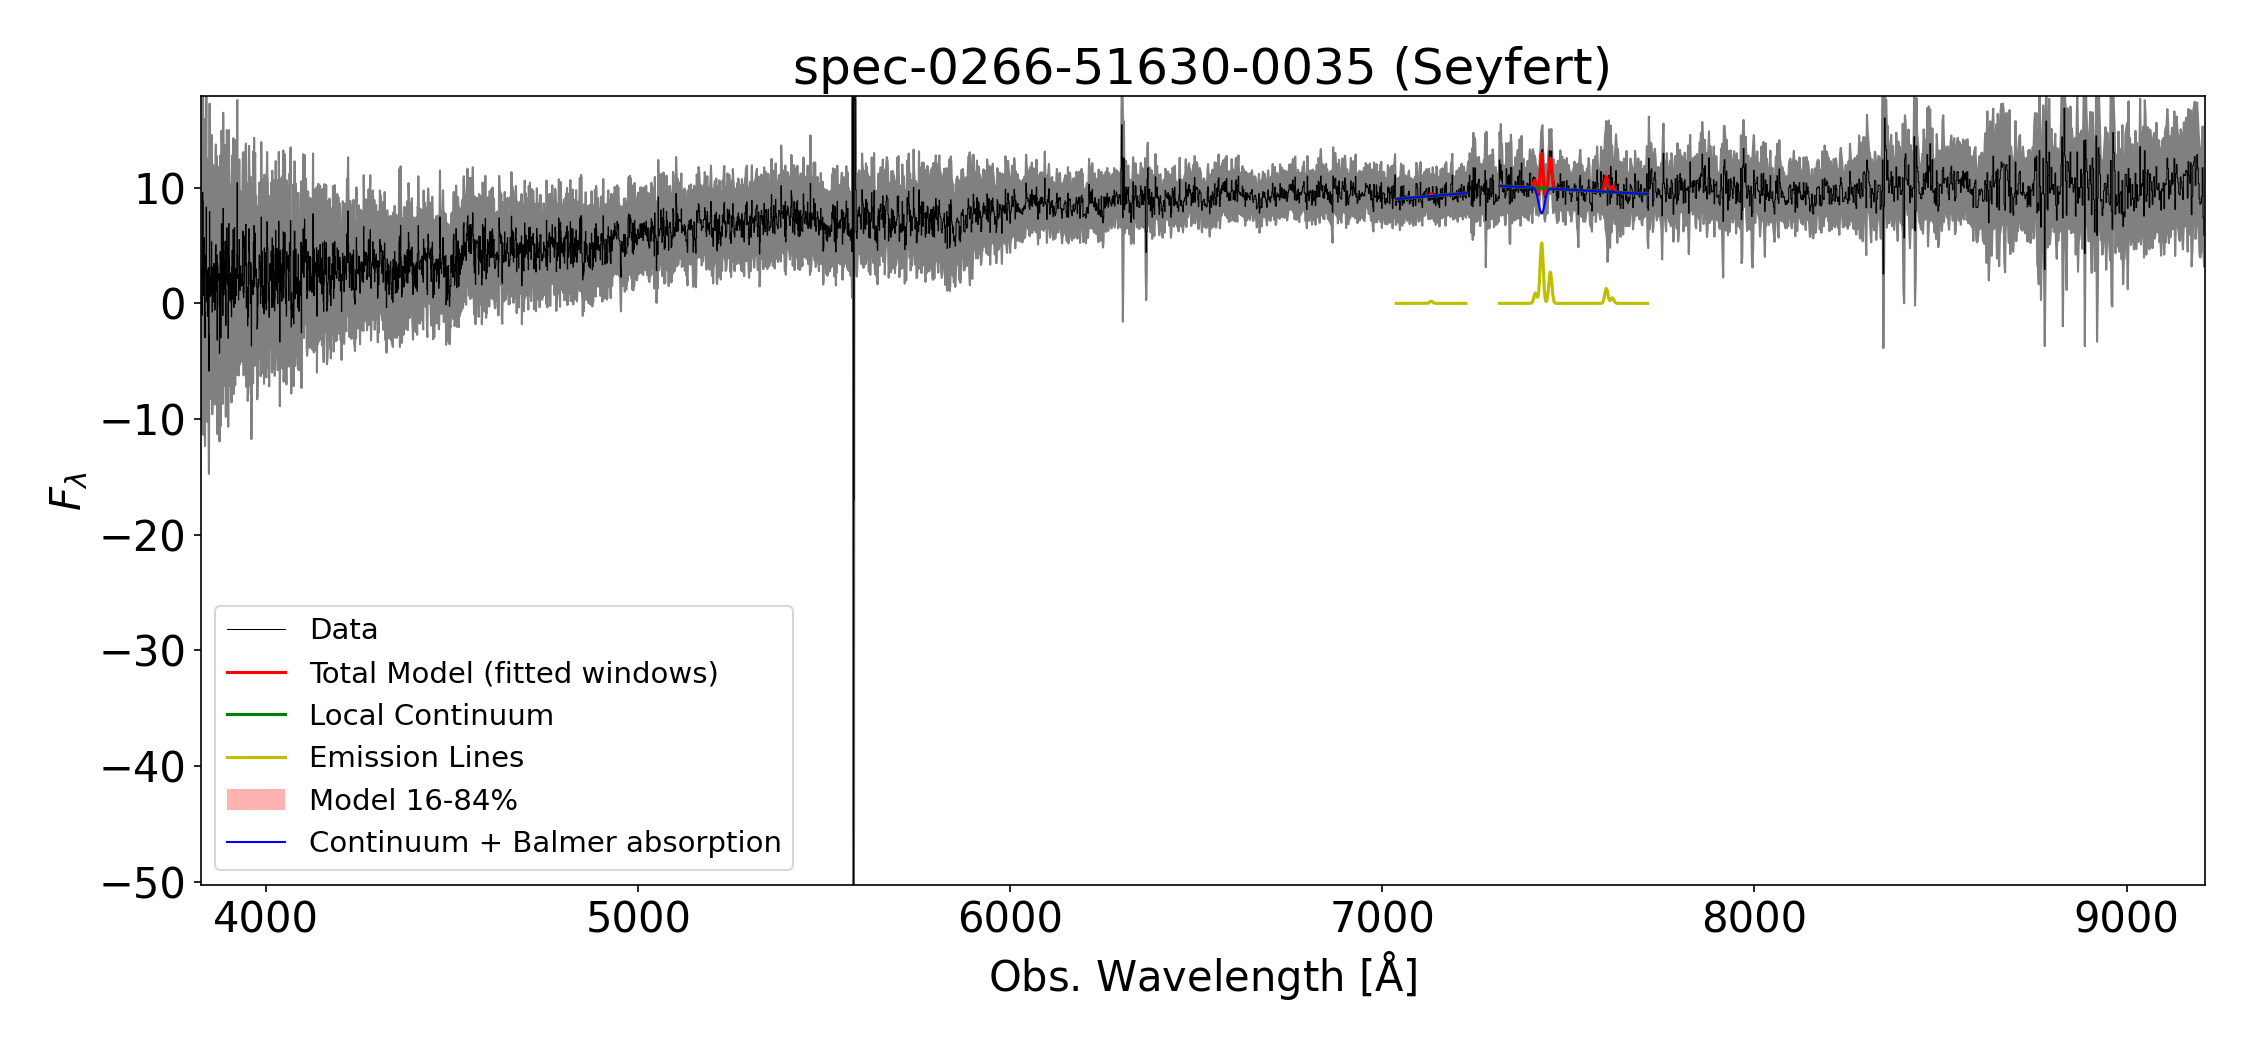 spec-0266-51630-0035 (Seyfert)
10
0
−10
−20
−30
−40
−50
F_λ
Data
Total Model (fitted windows)
Local Continuum
Emission Lines
Model 16-84%
Continuum + Balmer absorption
4000 5000 6000 7000 8000 9000
Obs. Wavelength [Å]